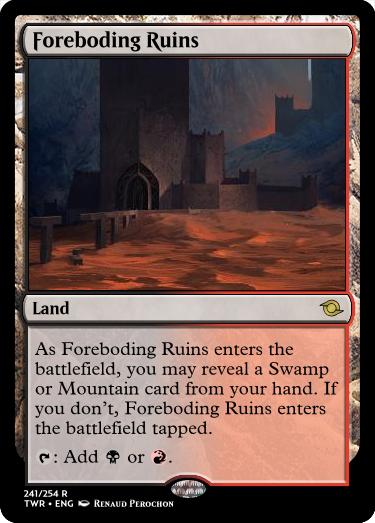 Foreboding Ruins
Land
As Foreboding Ruins enters the
battlefield, you may reveal a Swamp
or Mountain card from your hand. If
you don't, Foreboding Ruins enters
the battlefield tapped.
: Add or .
241/254 R
TWR • ENG Renaud Perochon